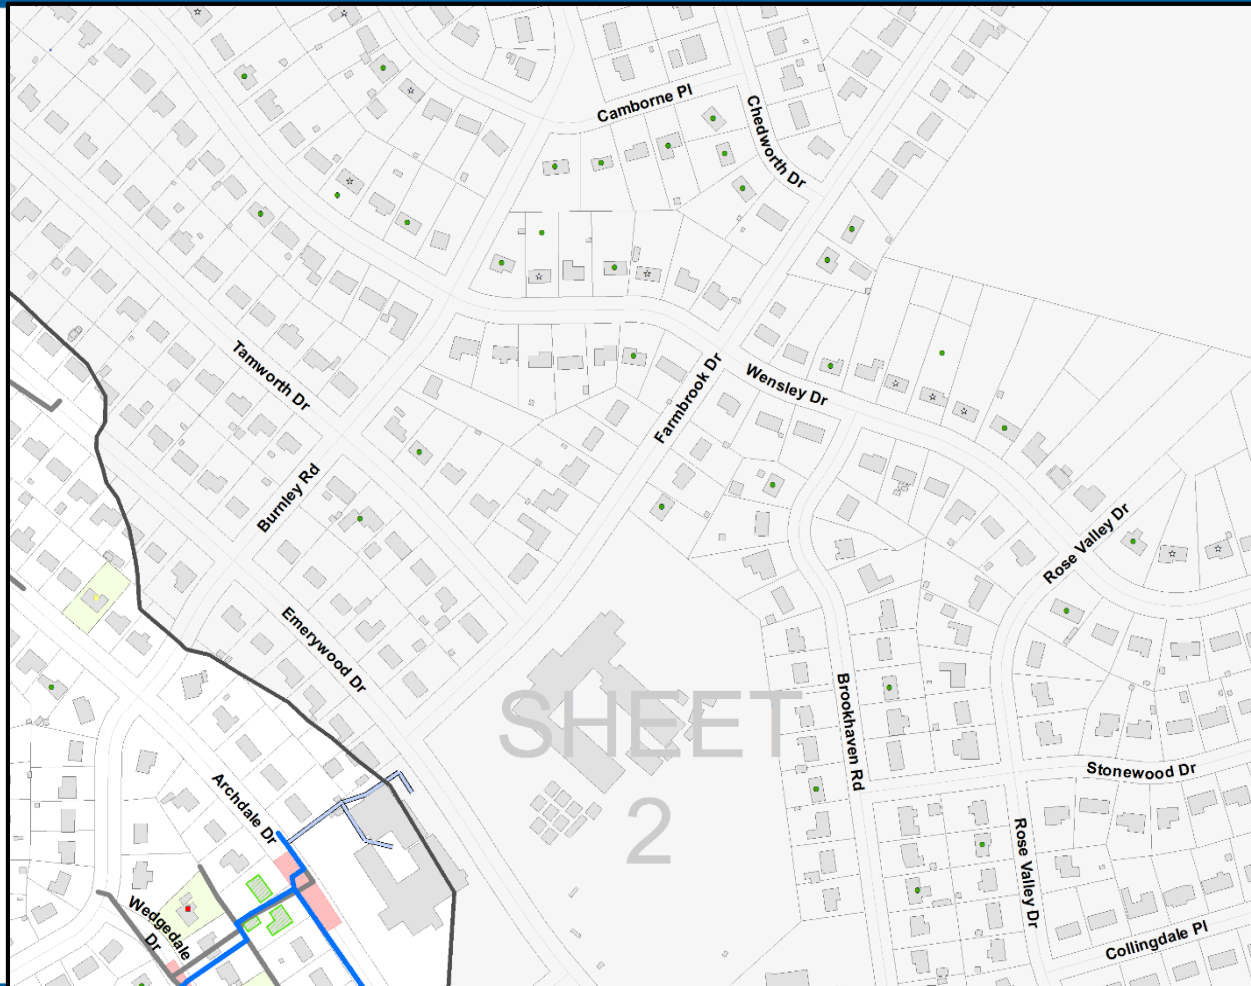 Camborne Pl
Chedworth Dr
Tamworth Dr
Farmbrook Dr
Wensley Dr
Burnley Rd
Rose Valley Dr
Emerywood Dr
SHEET
2
Brookhaven Rd
Stonewood Dr
Archdale Dr
Rose Valley Dr
Wedgedale
Dr
Collingdale Pl